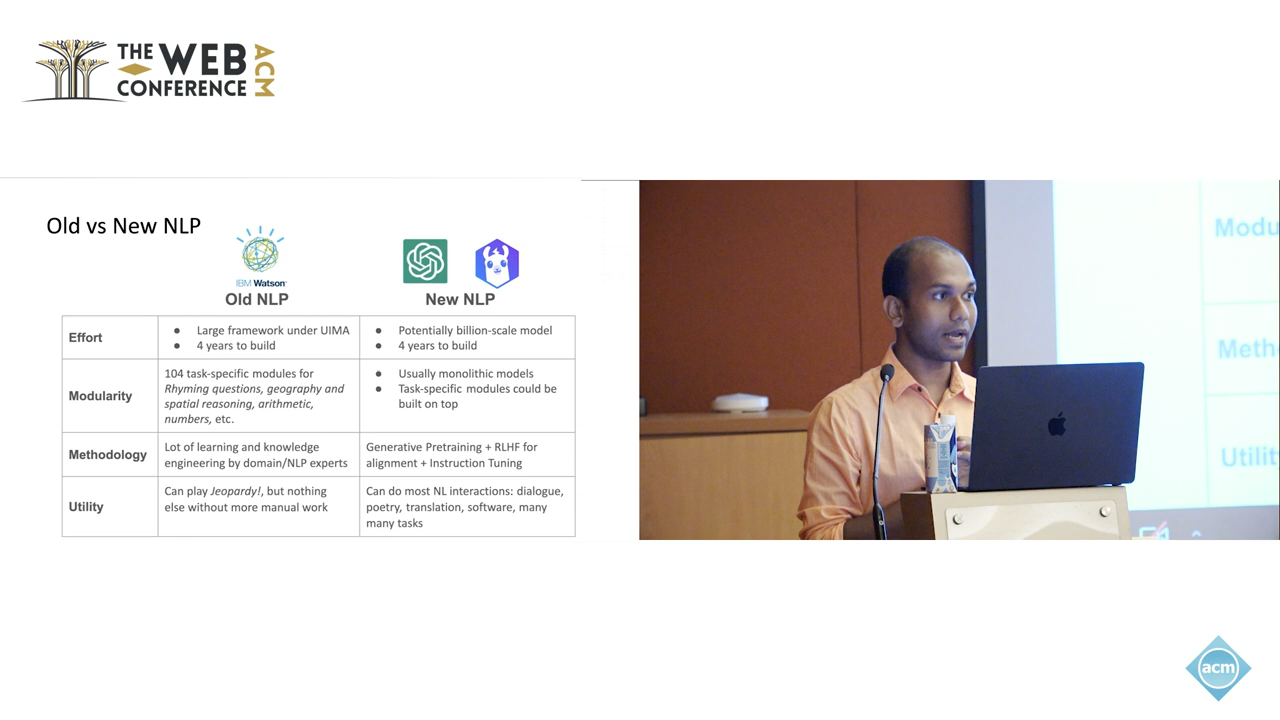 THE WEB
CONFERENCE
ACM
Old vs New NLP
IBM Watson
Old NLP
New NLP
Effort
● Large framework under UIMA
● 4 years to build
● Potentially billion-scale model
● 4 years to build
Modularity
104 task-specific modules for
Rhyming questions, geography and
spatial reasoning, arithmetic,
numbers, etc.
● Usually monolithic models
● Task-specific modules could be
built on top
Methodology
Lot of learning and knowledge
engineering by domain/NLP experts
Generative Pretraining + RLHF for
alignment + Instruction Tuning
Utility
Can play Jeopardy!, but nothing
else without more manual work
Can do most NL interactions: dialogue,
poetry, translation, software, many
many tasks
Modu
Meth
Utilit
acm